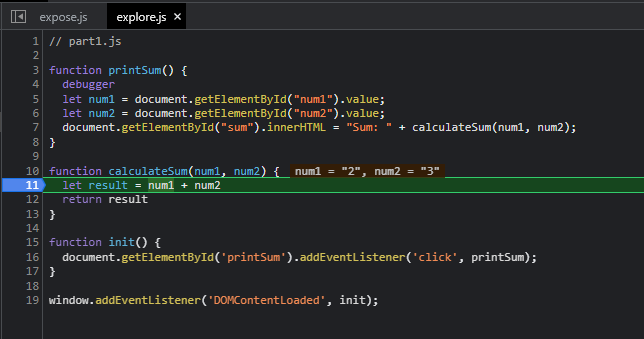 expose.js explore.js ×
1 // part1.js
2
3 function printSum() {
4 debugger
5 let num1 = document.getElementById("num1").value;
6 let num2 = document.getElementById("num2").value;
7 document.getElementById("sum").innerHTML = "Sum: " + calculateSum(num1, num2);
8 }
9
10 function calculateSum(num1, num2) { num1 = "2", num2 = "3"
11 let result = num1 + num2
12 return result
13 }
14
15 function init() {
16 document.getElementById('printSum').addEventListener('click', printSum);
17 }
18
19 window.addEventListener('DOMContentLoaded', init);